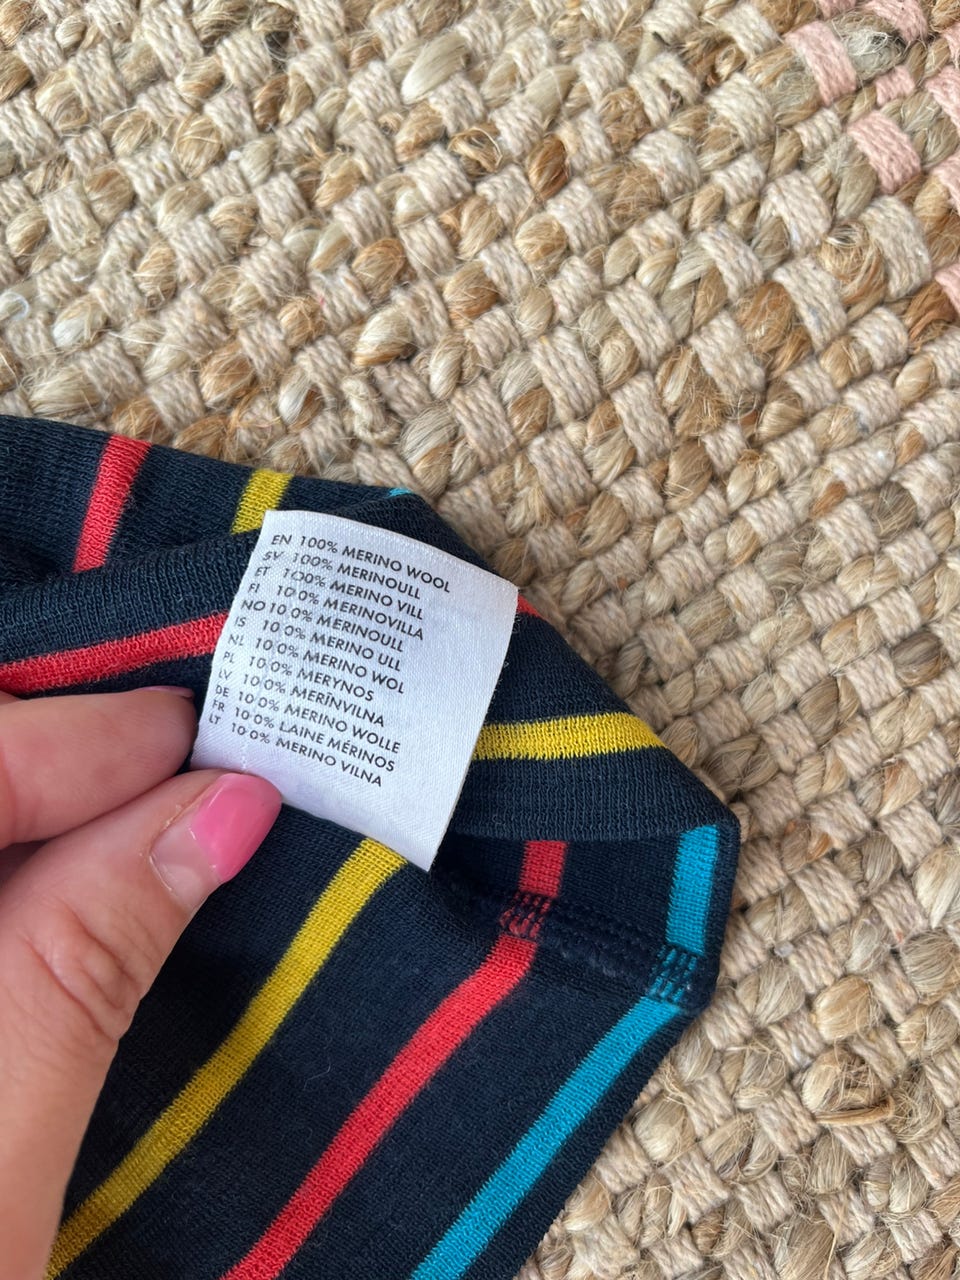 EN 100% MERINO WOOL
SV 100% MERINOULL
ET 100% MERINO VILL
FI 100% MERINOVILLA
NO 100% MERINOULL
IS 100% MERINO ULL
NL 100% MERINO WOL
PL 100% MERYNOS
LV 100% MERĪNVILNA
DE 100% MERINO WOLLE
FR 100% LAINE MÉRINOS
LT 100% MERINO VILNA